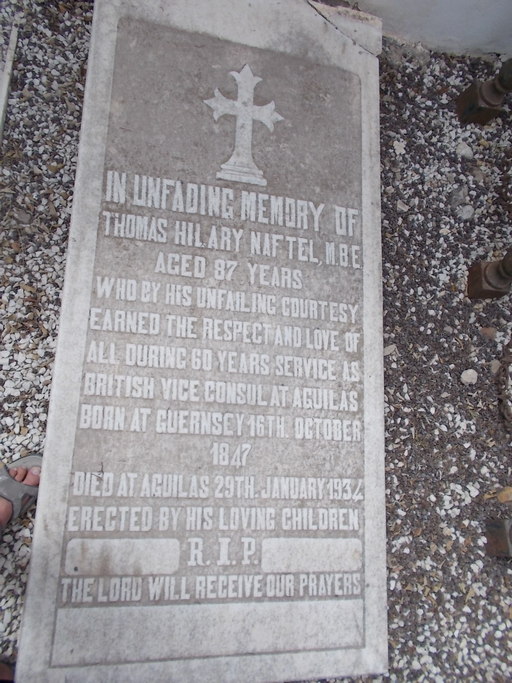 IN UNFADING MEMORY OF
THOMAS HILARY NAFTEL, M.B.E.
AGED 87 YEARS
WHO BY HIS UNFAILING COURTESY
EARNED THE RESPECT AND LOVE OF
ALL DURING 60 YEARS SERVICE AS
BRITISH VICE CONSUL AT AGUILAS
BORN AT GUERNSEY 16TH. OCTOBER
1847
DIED AT AGUILAS 29TH. JANUARY 1934
ERECTED BY HIS LOVING CHILDREN
R.I.P.
THE LORD WILL RECEIVE OUR PRAYERS